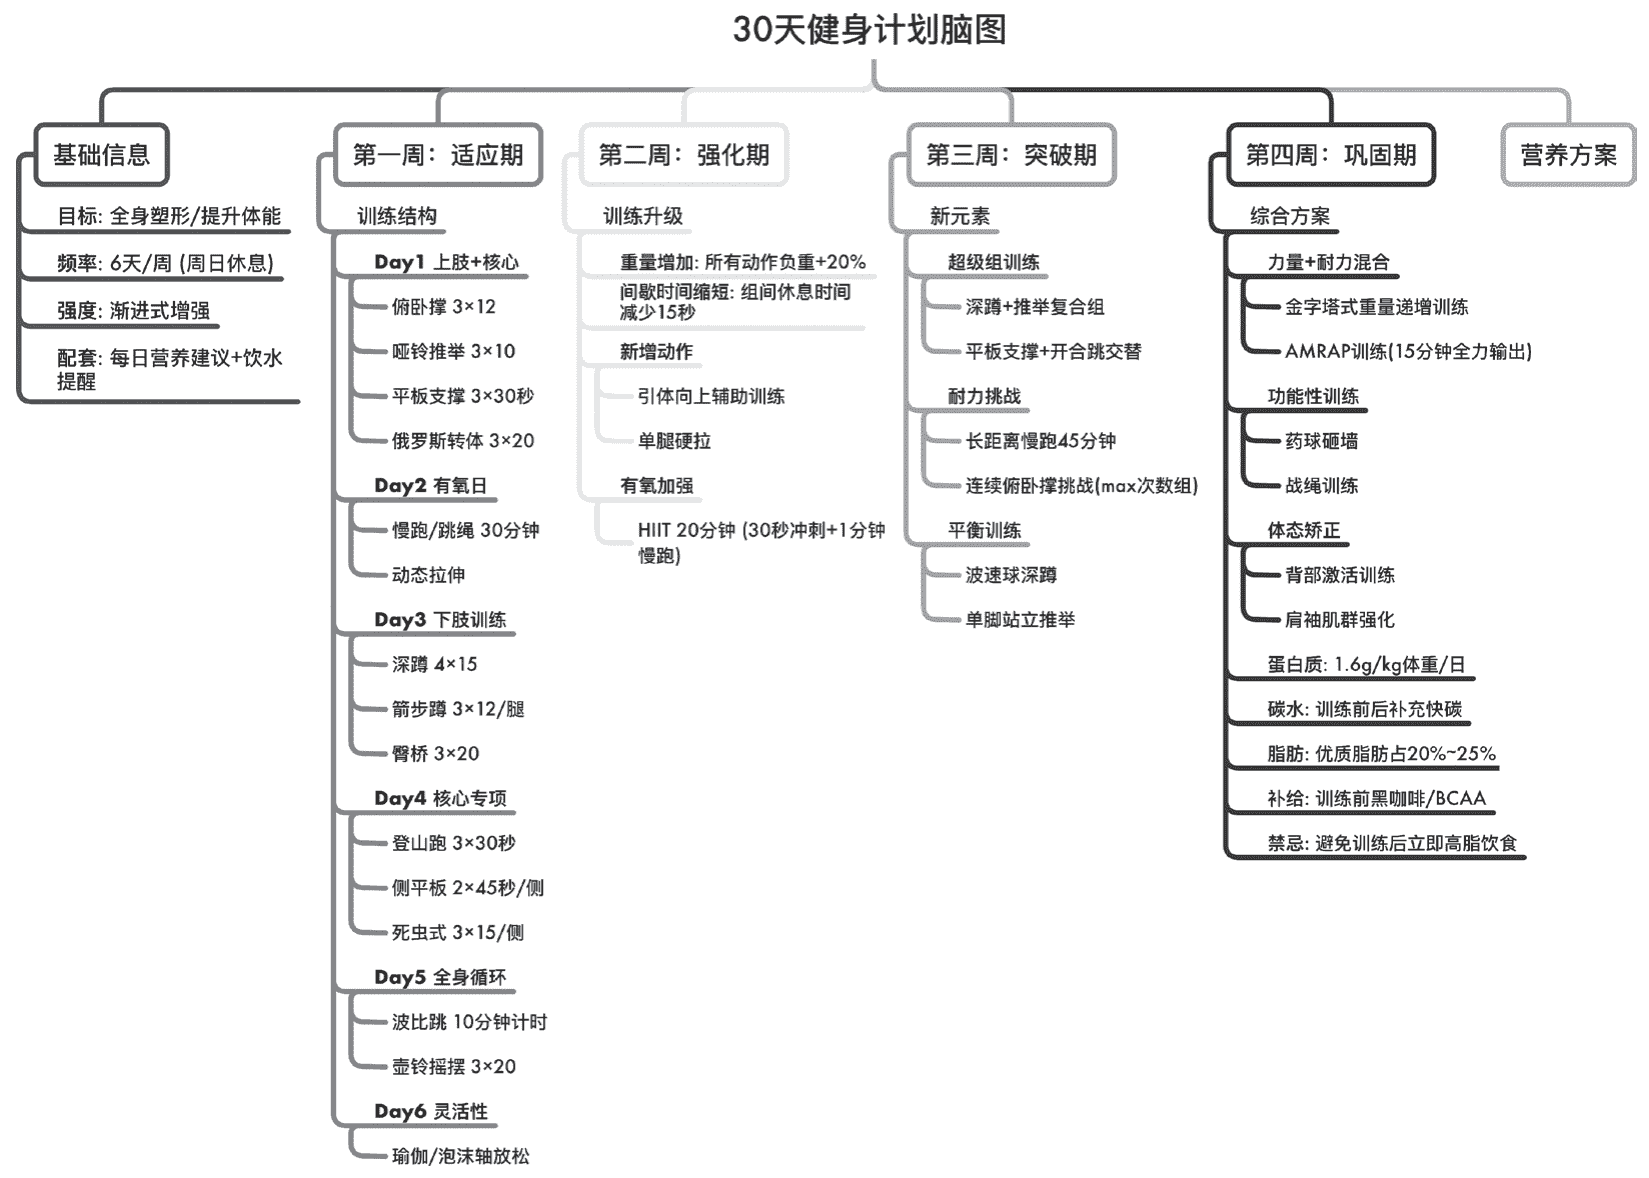 30天健身计划脑图
基础信息
目标: 全身塑形/提升体能
频率: 6天/周 (周日休息)
强度: 渐进式增强
配套: 每日营养建议+饮水
提醒
第一周：适应期
训练结构
Day1 上肢+核心
俯卧撑 3×12
哑铃推举 3×10
平板支撑 3×30秒
俄罗斯转体 3×20
Day2 有氧日
慢跑/跳绳 30分钟
动态拉伸
Day3 下肢训练
深蹲 4×15
箭步蹲 3×12/腿
臀桥 3×20
Day4 核心专项
登山跑 3×30秒
侧平板 2×45秒/侧
死虫式 3×15/侧
Day5 全身循环
波比跳 10分钟计时
壶铃摇摆 3×20
Day6 灵活性
瑜伽/泡沫轴放松
第二周：强化期
训练升级
重量增加: 所有动作负重+20%
间歇时间缩短: 组间休息时间
减少15秒
新增动作
引体向上辅助训练
单腿硬拉
有氧加强
HIIT 20分钟 (30秒冲刺+1分钟
慢跑)
第三周：突破期
新元素
超级组训练
深蹲+推举复合组
平板支撑+开合跳交替
耐力挑战
长距离慢跑45分钟
连续俯卧撑挑战(max次数组)
平衡训练
波速球深蹲
单脚站立推举
第四周：巩固期
综合方案
力量+耐力混合
金字塔式重量递增训练
AMRAP训练(15分钟全力输出)
功能性训练
药球砸墙
战绳训练
体态矫正
背部激活训练
肩袖肌群强化
蛋白质: 1.6g/kg体重/日
碳水: 训练前后补充快碳
脂肪: 优质脂肪占20%~25%
补给: 训练前黑咖啡/BCAA
禁忌: 避免训练后立即高脂饮食
营养方案